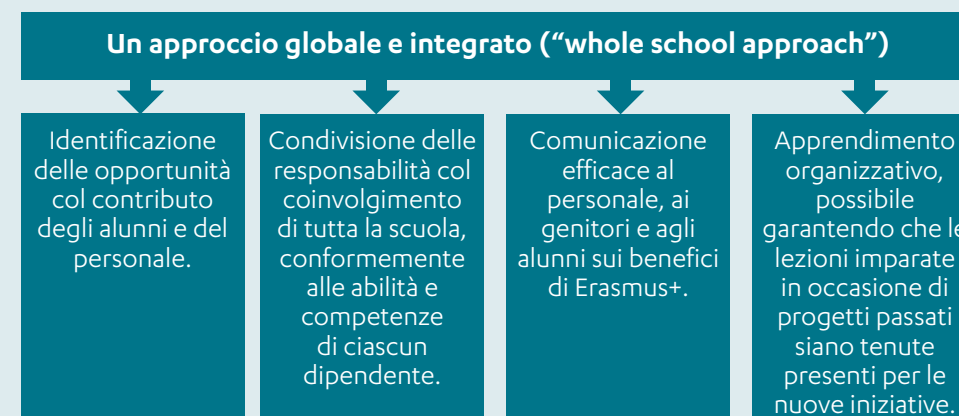 Un approccio globale e integrato (“whole school approach”)
Identificazione
delle opportunità
col contributo
degli alunni e del
personale.
Condivisione delle
responsabilità col
coinvolgimento
di tutta la scuola,
conformemente
alle abilità e
competenze
di ciascun
dipendente.
Comunicazione
efficace al
personale, ai
genitori e agli
alunni sui benefici
di Erasmus+.
Apprendimento
organizzativo,
possibile
garantendo che le
lezioni imparate
in occasione di
progetti passati
siano tenute
presenti per le
nuove iniziative.